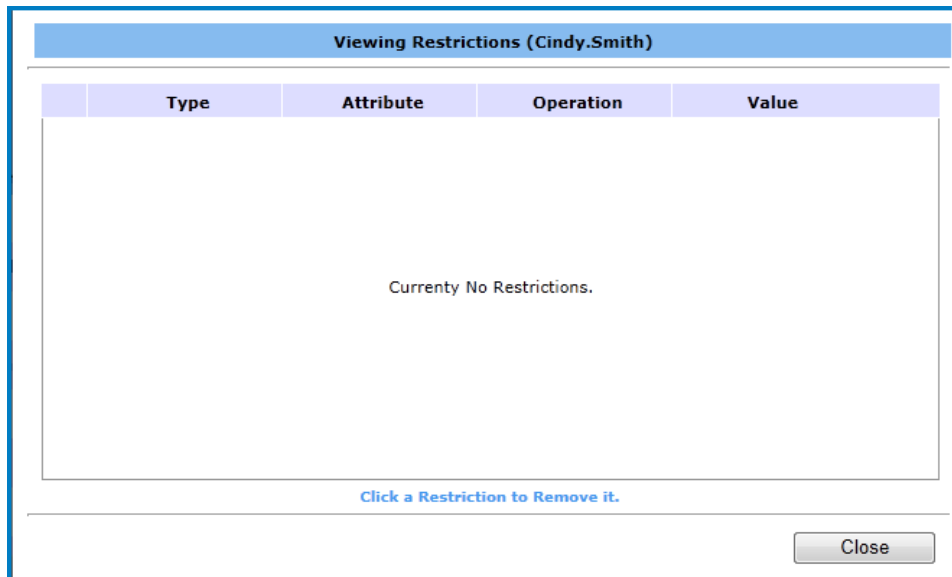 Viewing Restrictions (Cindy.Smith)
Type Attribute Operation Value
Currenty No Restrictions.
Click a Restriction to Remove it.
Close